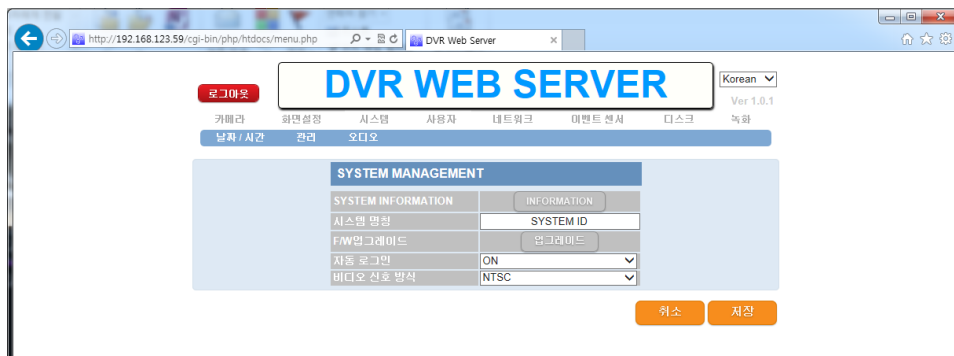 http://192.168.123.59/cgi-bin/php/htdocs/menu.php
DVR Web Server
로그아웃
DVR WEB SERVER
Korean
Ver 1.0.1
카메라 화면설정 시스템 사용자 네트워크 이벤트 센서 디스크 녹화
날짜 / 시간 관리 오디오
SYSTEM MANAGEMENT
SYSTEM INFORMATION INFORMATION
시스템 명칭 SYSTEM ID
F/W업그레이드 업그레이드
자동 로그인 ON
비디오 신호 방식 NTSC
취소 저장